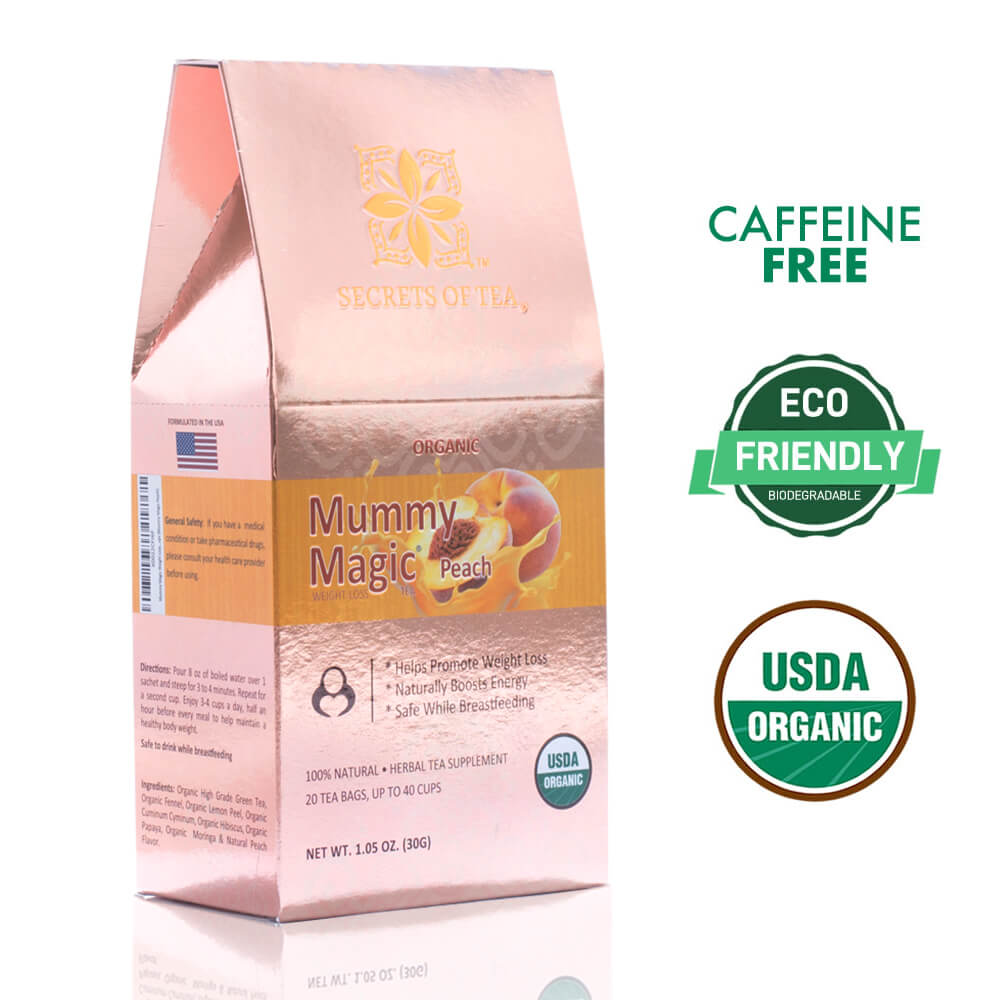 SECRETS OF TEA
TM
ORGANIC
Mummy
Magic® Peach
WEIGHT LOSS TEA
* Helps Promote Weight Loss
* Naturally Boosts Energy
* Safe While Breastfeeding
100% NATURAL • HERBAL TEA SUPPLEMENT
20 TEA BAGS, UP TO 40 CUPS
NET WT. 1.05 OZ. (30G)
USDA
ORGANIC
FORMULATED IN THE USA
General Safety: If you have a medical
condition or take pharmaceutical drugs,
please consult your health care provider
before using.
Directions: Pour 8 oz of boiled water over 1
sachet and steep for 3 to 4 minutes. Repeat for
a second cup. Enjoy 3-4 cups a day, half an
hour before every meal to help maintain a
healthy body weight.
Safe to drink while breastfeeding
Ingredients: Organic High Grade Green Tea,
Organic Fennel, Organic Lemon Peel, Organic
Cuminum Cyminum, Organic Hibiscus, Organic
Papaya, Organic Moringa & Natural Peach
Flavor.
CAFFEINE
FREE
ECO
FRIENDLY
BIODEGRADABLE
USDA
ORGANIC